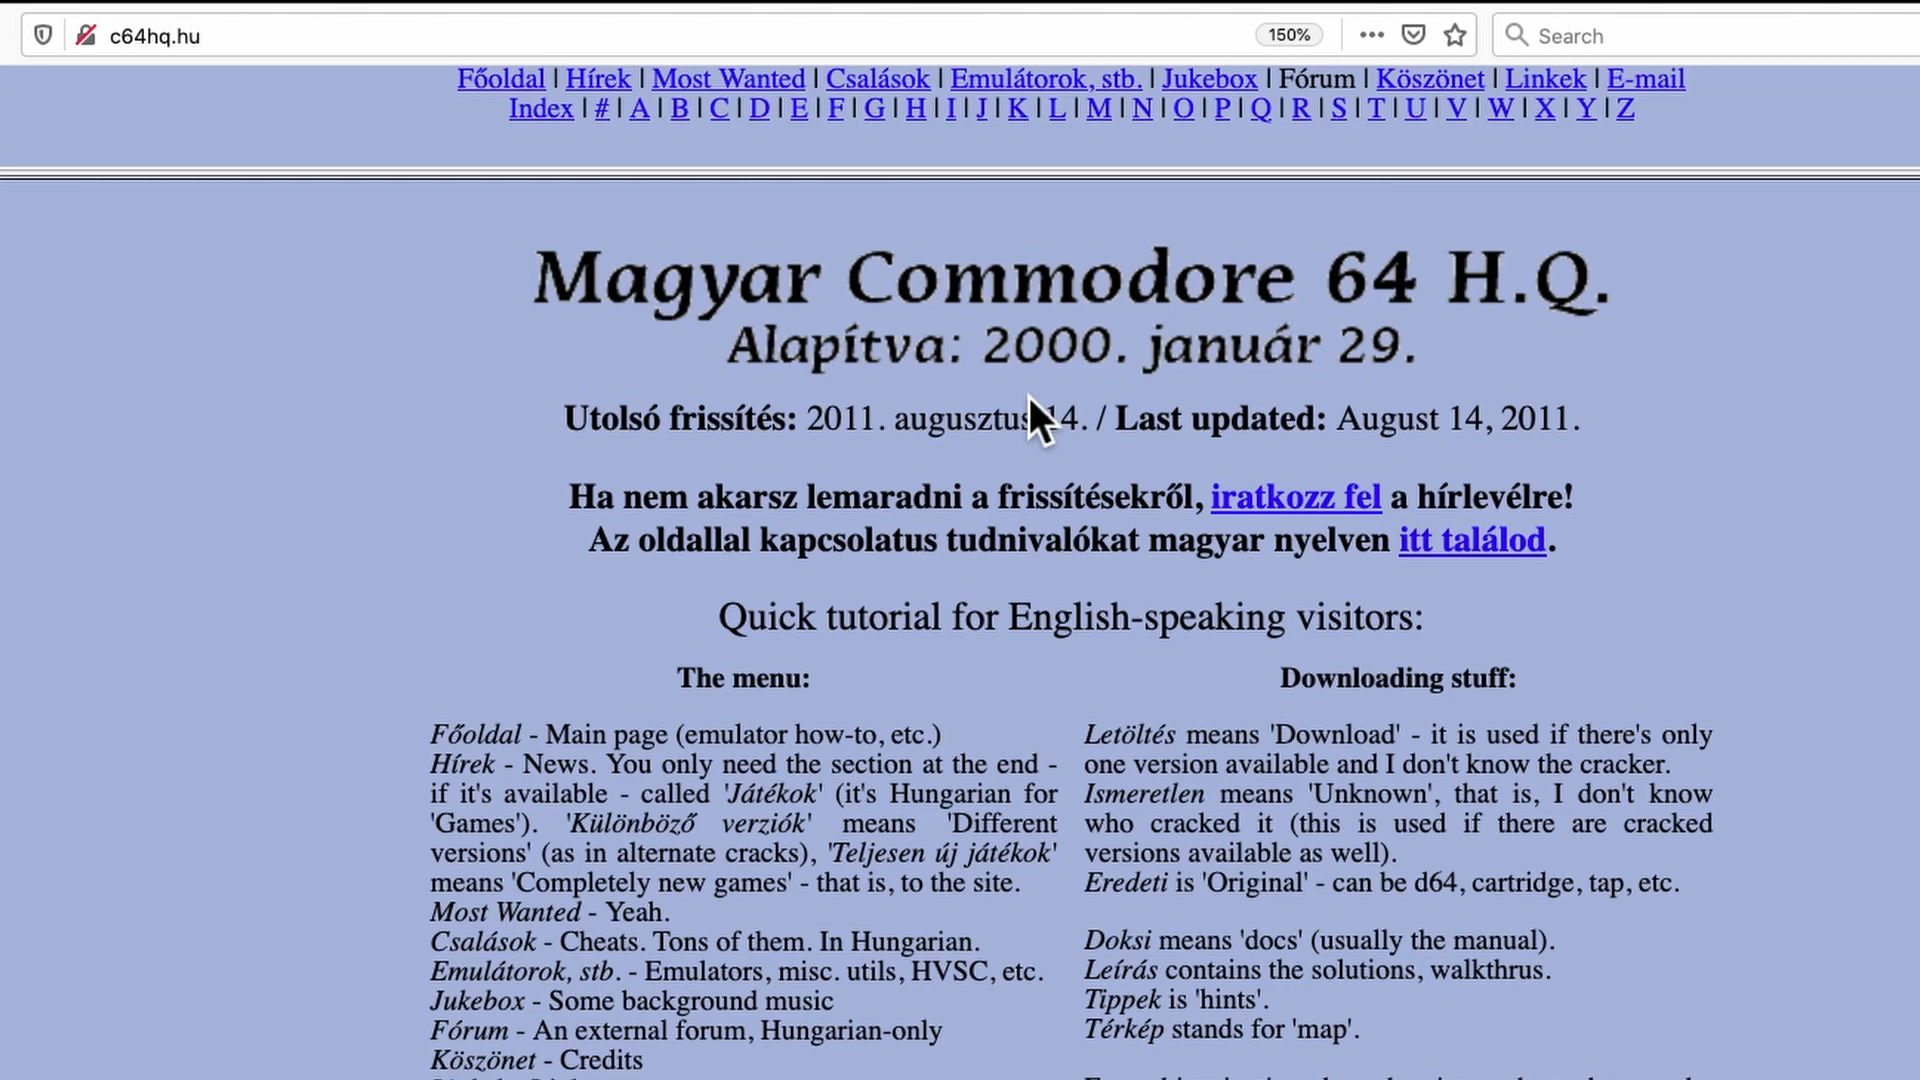 c64hq.hu
150%
Search
Főoldal | Hírek | Most Wanted | Csalások | Emulátorok, stb. | Jukebox | Fórum | Köszönet | Linkek | E-mail
Index | # | A | B | C | D | E | F | G | H | I | J | K | L | M | N | O | P | Q | R | S | T | U | V | W | X | Y | Z
Magyar Commodore 64 H.Q.
Alapítva: 2000. január 29.
Utolsó frissítés: 2011. augusztus 14. / Last updated: August 14, 2011.
Ha nem akarsz lemaradni a frissítésekről, iratkozz fel a hírlevélre!
Az oldallal kapcsolatus tudnivalókat magyar nyelven itt találod.
Quick tutorial for English-speaking visitors:
The menu:
Főoldal - Main page (emulator how-to, etc.)
Hírek - News. You only need the section at the end -
if it's available - called 'Játékok' (it's Hungarian for
'Games'). 'Különböző verziók' means 'Different
versions' (as in alternate cracks), 'Teljesen új játékok'
means 'Completely new games' - that is, to the site.
Most Wanted - Yeah.
Csalások - Cheats. Tons of them. In Hungarian.
Emulátorok, stb. - Emulators, misc. utils, HVSC, etc.
Jukebox - Some background music
Fórum - An external forum, Hungarian-only
Köszönet - Credits
Downloading stuff:
Letöltés means 'Download' - it is used if there's only
one version available and I don't know the cracker.
Ismeretlen means 'Unknown', that is, I don't know
who cracked it (this is used if there are cracked
versions available as well).
Eredeti is 'Original' - can be d64, cartridge, tap, etc.
Doksi means 'docs' (usually the manual).
Leírás contains the solutions, walkthrus.
Tippek is 'hints'.
Térkép stands for 'map'.